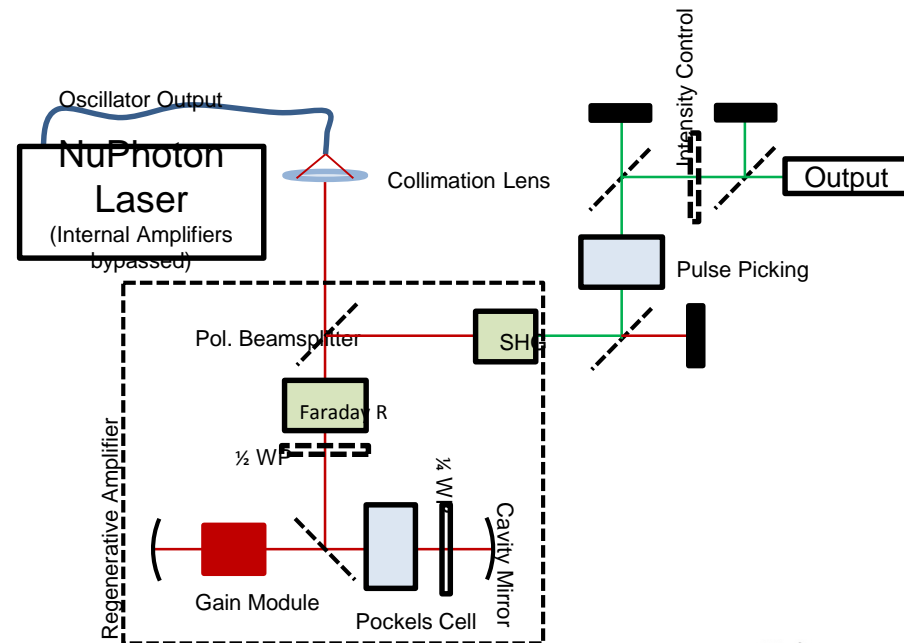 Oscillator Output
NuPhoton
Laser
(Internal Amplifiers
bypassed)
Collimation Lens
Intensity Control
Output
Pulse Picking
Pol. Beamsplitter
SHG
Faraday R
½ WP
¼ WP
Regenerative Amplifier
Cavity Mirror
Gain Module
Pockels Cell